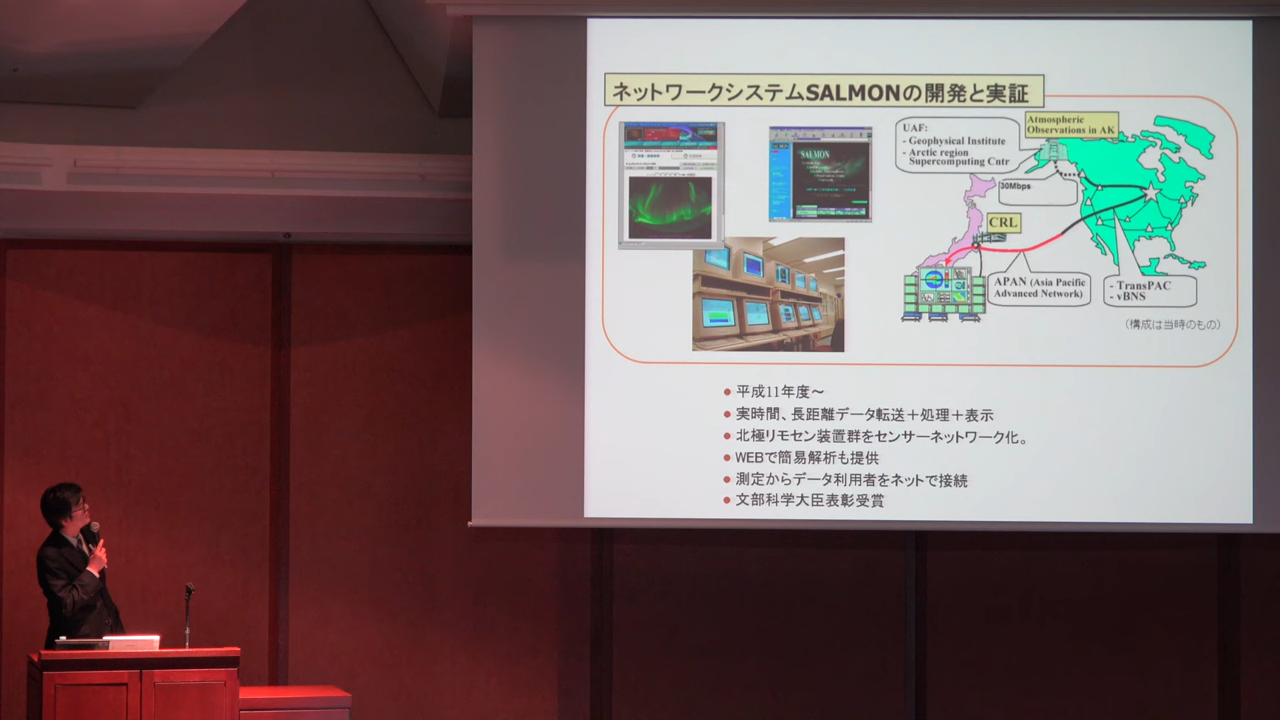 ネットワークシステムSALMONの開発と実証
SALMON
UAF:
- Geophysical Institute
- Arctic region
Supercomputing Cntr
Atmospheric
Observations in AK
30Mbps
CRL
APAN (Asia Pacific
Advanced Network)
- TransPAC
- vBNS
(構成は当時のもの)
● 平成11年度～
● 実時間、長距離データ転送＋処理＋表示
● 北極リモセン装置群をセンサーネットワーク化。
● WEBで簡易解析も提供
● 測定からデータ利用者をネットで接続
● 文部科学大臣表彰受賞